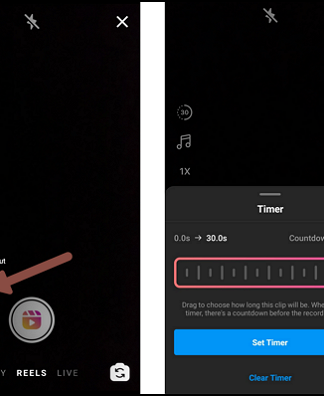 ut
Y REELS LIVE
30
1X
Timer
0.0s → 30.0s Countdow
Drag to choose how long this clip will be. Whe
timer, there's a countdown before the record
Set Timer
Clear Timer